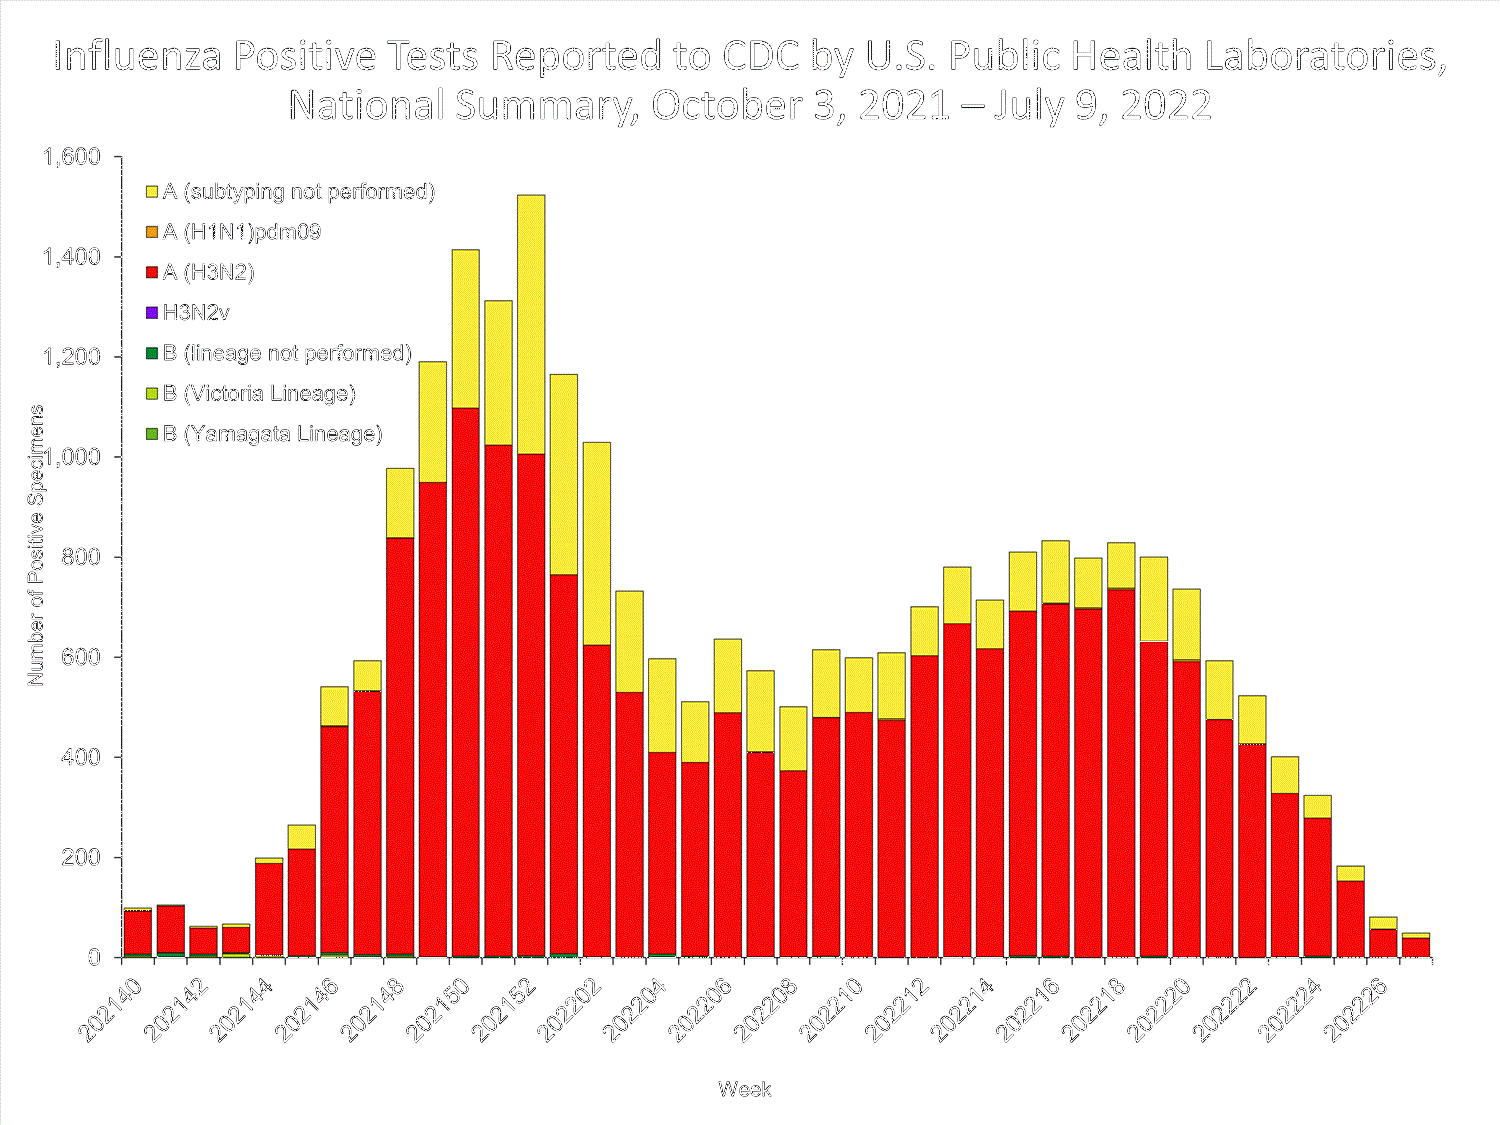 Influenza Positive Tests Reported to CDC by U.S. Public Health Laboratories,
National Summary, October 3, 2021 – July 9, 2022
1,600
1,400
1,200
1,000
800
600
400
200
0
Number of Positive Specimens
A (subtyping not performed)
A (H1N1)pdm09
A (H3N2)
H3N2v
B (lineage not performed)
B (Victoria Lineage)
B (Yamagata Lineage)
202140
202142
202144
202146
202148
202150
202152
202202
202204
202206
202208
202210
202212
202214
202216
202218
202220
202222
202224
202226
Week